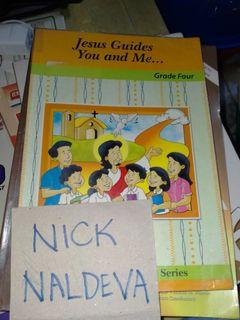 Jesus Guides
You and Me...
Grade Four
NICK
NALDEVA
Series